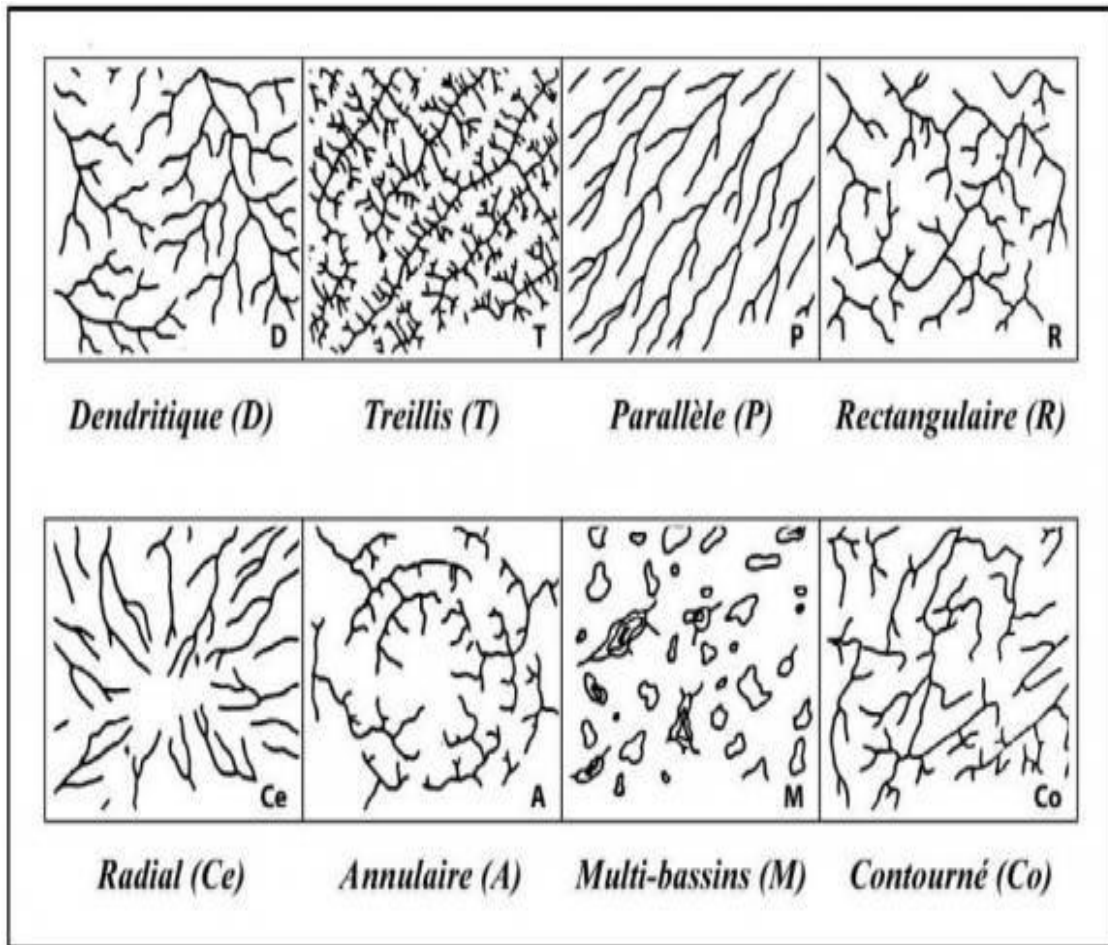 D T P R
Dendritique (D) Treillis (T) Parallèle (P) Rectangulaire (R)
Ce A M Co
Radial (Ce) Annulaire (A) Multi-bassins (M) Contourné (Co)